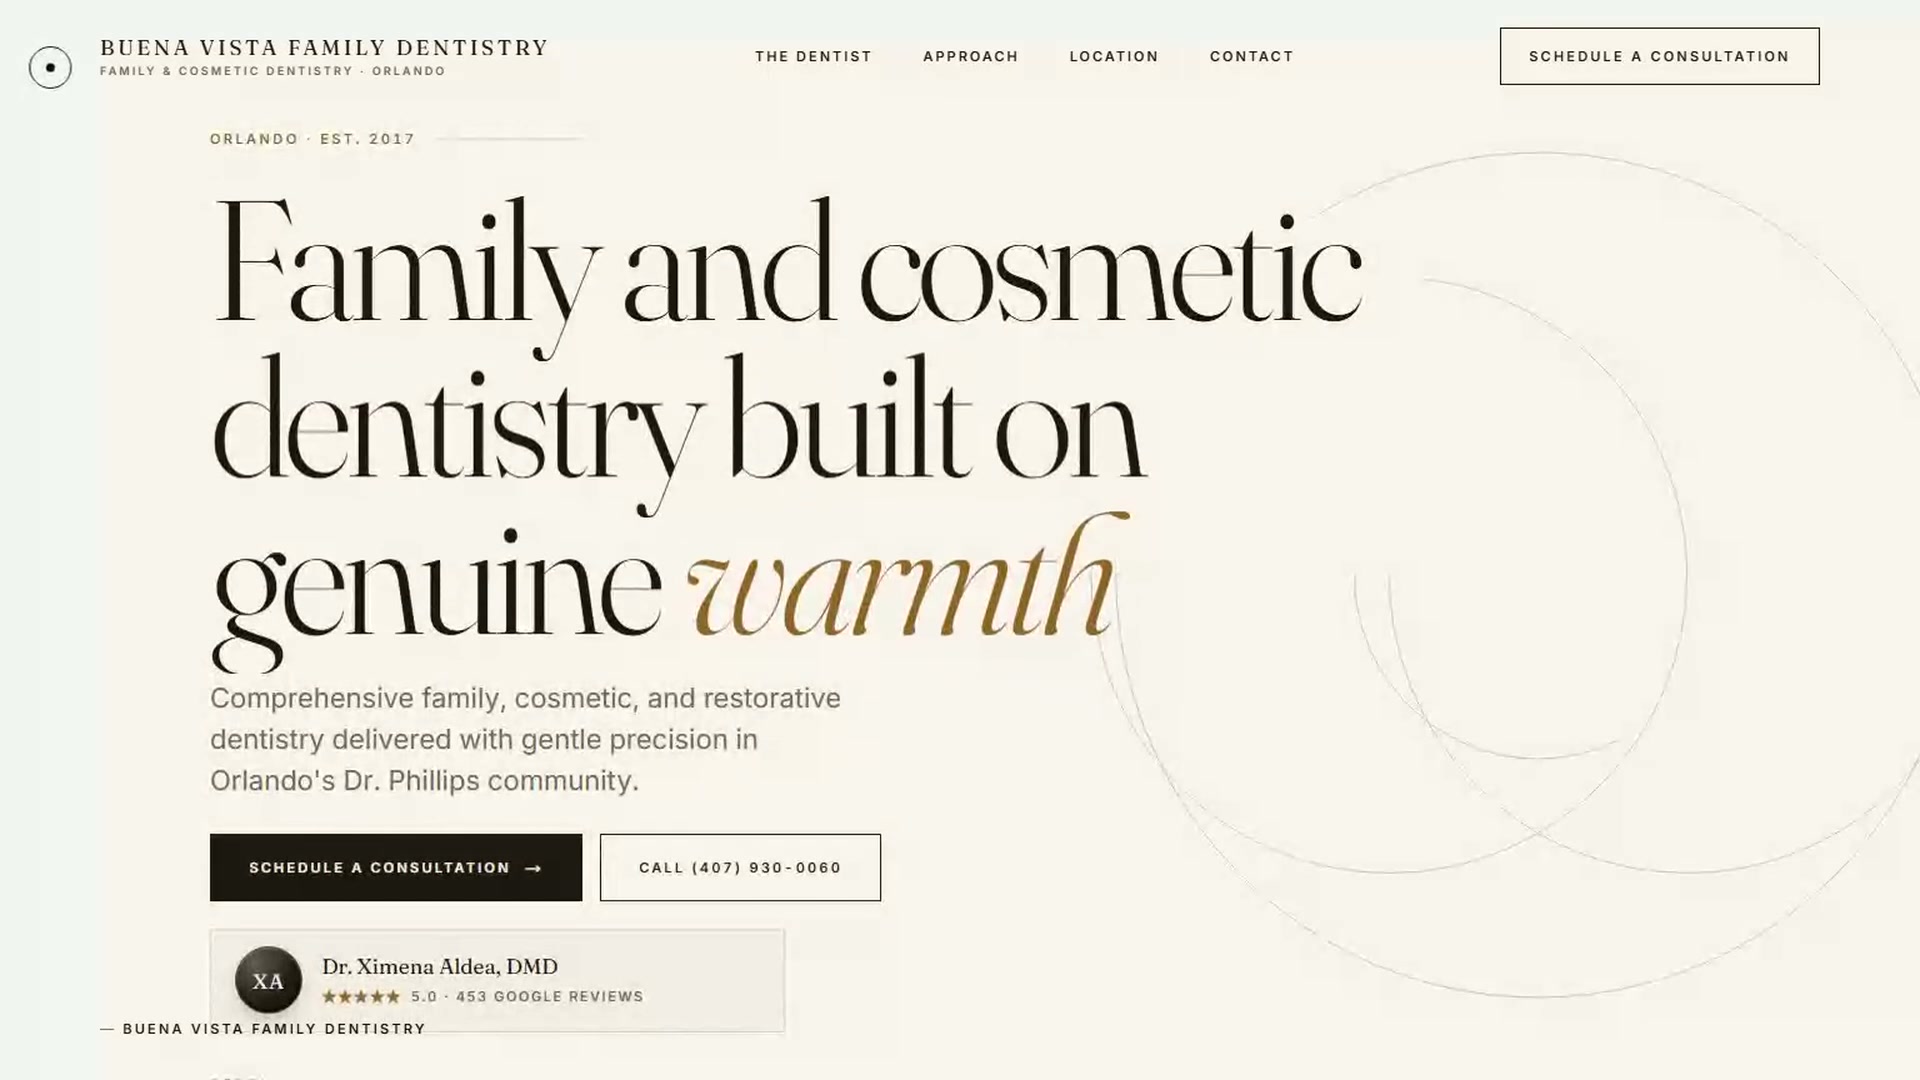 BUENA VISTA FAMILY DENTISTRY
FAMILY & COSMETIC DENTISTRY · ORLANDO
THE DENTIST
APPROACH
LOCATION
CONTACT
SCHEDULE A CONSULTATION
ORLANDO · EST. 2017
Family and cosmetic
dentistry built on
genuine warmth
Comprehensive family, cosmetic, and restorative
dentistry delivered with gentle precision in
Orlando's Dr. Phillips community.
SCHEDULE A CONSULTATION →
CALL (407) 930-0060
XA
Dr. Ximena Aldea, DMD
★★★★★ 5.0 · 453 GOOGLE REVIEWS
— BUENA VISTA FAMILY DENTISTRY